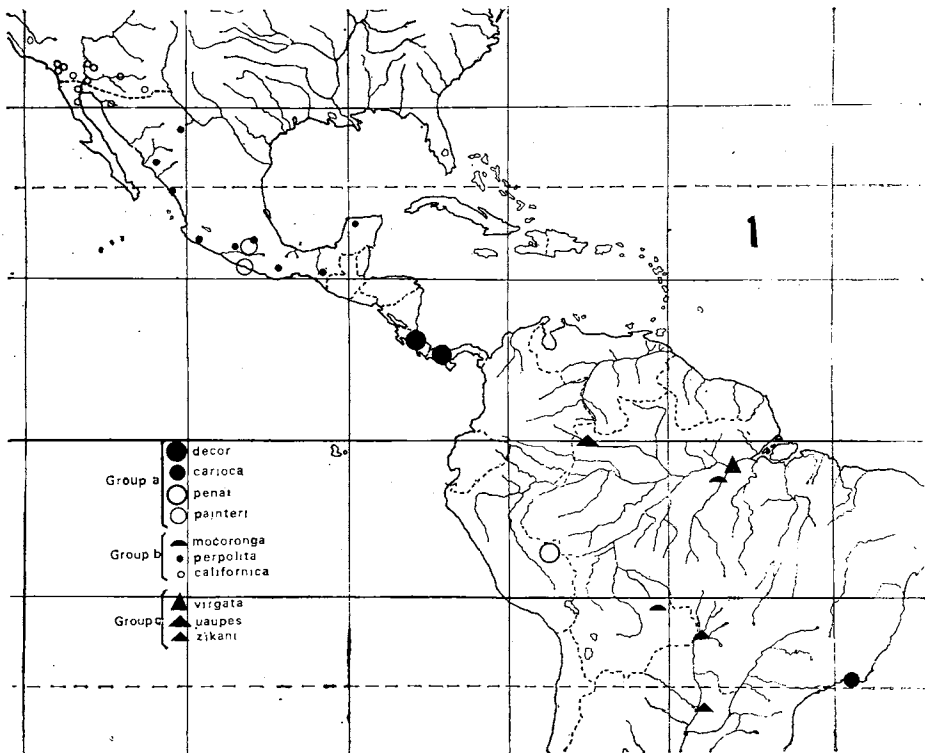 1
Group a
decor
carioca
penai
painteri
Group b
mocoronga
perpolita
californica
Group c
virgata
uaupes
zikani